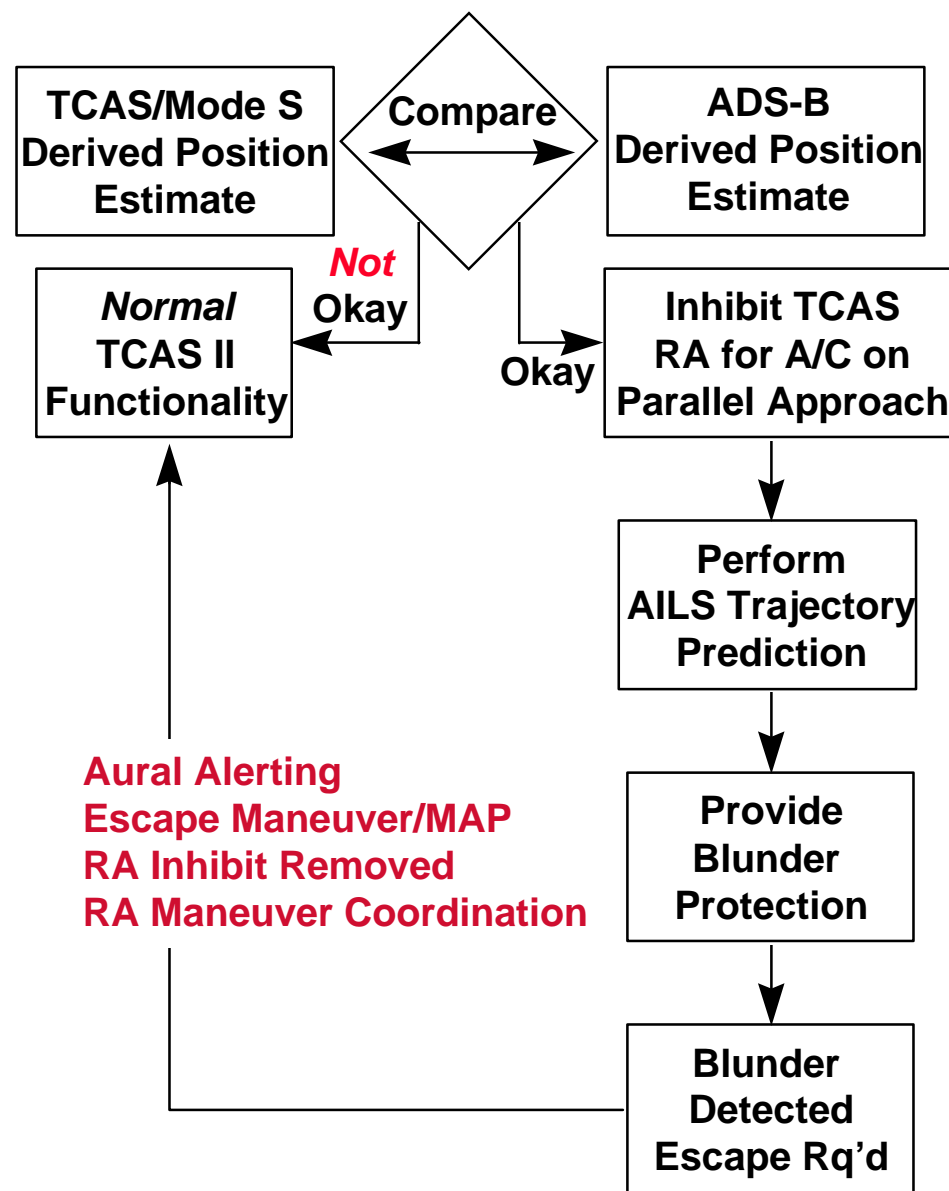 TCAS/Mode S
Derived Position
Estimate
Compare
ADS-B
Derived Position
Estimate
Not
Okay
Normal
TCAS II
Functionality
Okay
Inhibit TCAS
RA for A/C on
Parallel Approach
Perform
AILS Trajectory
Prediction
Aural Alerting
Escape Maneuver/MAP
RA Inhibit Removed
RA Maneuver Coordination
Provide
Blunder
Protection
Blunder
Detected
Escape Rq’d